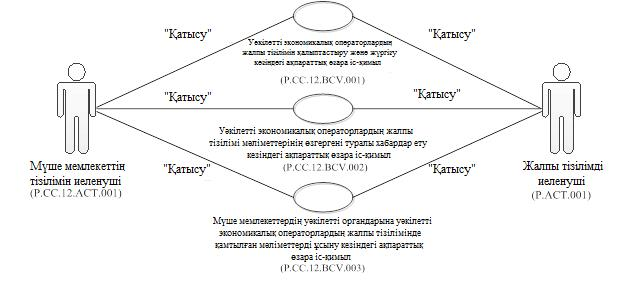 "Қатысу"
"Қатысу"
Уәкілетті экономикалық операторлардың
жалпы тізілімін қалыптастыру және жүргізу
кезіндегі ақпараттық өзара іс-қимыл
(P.CC.12.BCV.001)
"Қатысу"
"Қатысу"
Уәкілетті экономикалық операторлардың жалпы
тізілімі мәліметтерінің өзгергені туралы хабардар ету
кезіндегі ақпараттық өзара іс-қимыл
(P.CC.12.BCV.002)
Мүше мемлекеттің
тізілімін иеленуші
(P.CC.12.ACT.001)
"Қатысу"
"Қатысу"
Жалпы тізілімді
иеленуші
(P.ACT.001)
Мүше мемлекеттердің уәкілетті органдарына уәкілетті
экономикалық операторлардың жалпы тізілімінде
қамтылған мәліметтерді ұсыну кезіндегі ақпараттық
өзара іс-қимыл
(P.CC.12.BCV.003)